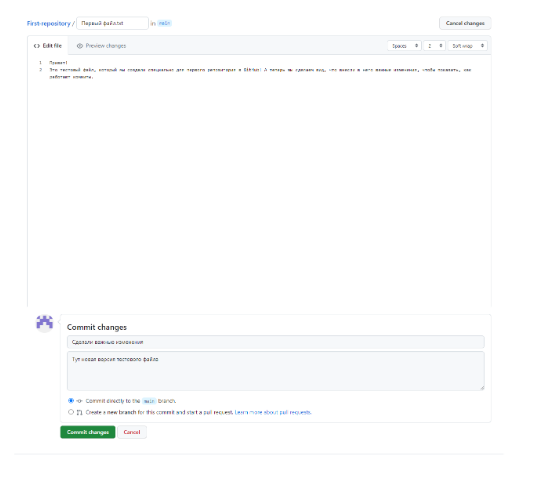 First-repository / Первый файл.txt in main Cancel changes
Edit file Preview changes Spaces 2 Soft wrap
1 Привет!
2 Это тестовый файл, который мы создали специально для первого репозитория в GitHub! А теперь мы сделаем вид, что внесли в него важные изменения, чтобы показать, как
работают коммиты.
Commit changes
Сделали важные изменения
Тут новая версия тестового файла
Commit directly to the main branch.
Create a new branch for this commit and start a pull request. Learn more about pull requests.
Commit changes Cancel